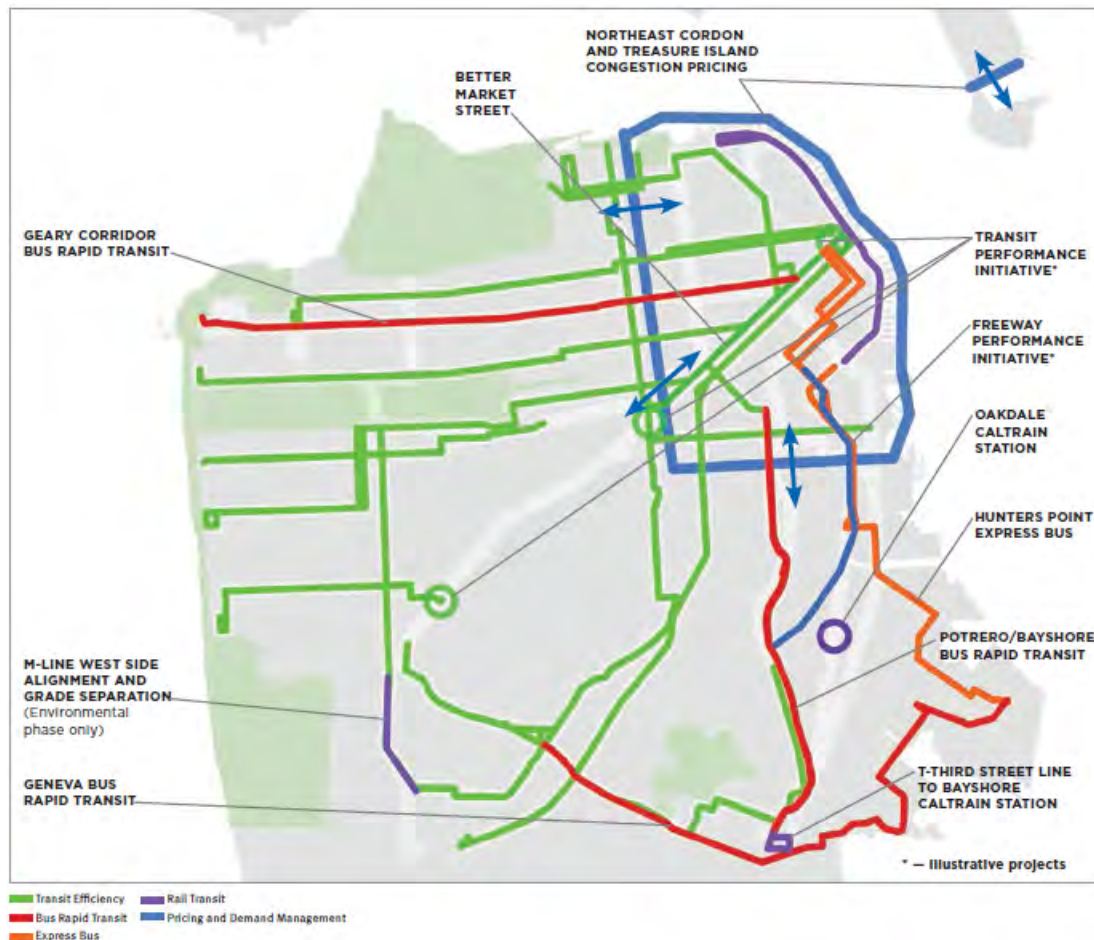 NORTHEAST CORDON
AND TREASURE ISLAND
CONGESTION PRICING
BETTER
MARKET
STREET
GEARY CORRIDOR
BUS RAPID TRANSIT
TRANSIT
PERFORMANCE
INITIATIVE*
FREEWAY
PERFORMANCE
INITIATIVE*
OAKDALE
CALTRAIN
STATION
HUNTERS POINT
EXPRESS BUS
POTRERO/BAYSHORE
BUS RAPID TRANSIT
M-LINE WEST SIDE
ALIGNMENT AND
GRADE SEPARATION
(Environmental
phase only)
GENEVA BUS
RAPID TRANSIT
T-THIRD STREET LINE
TO BAYSHORE
CALTRAIN STATION
* — Illustrative projects
Transit Efficiency
Rail Transit
Bus Rapid Transit
Pricing and Demand Management
Express Bus